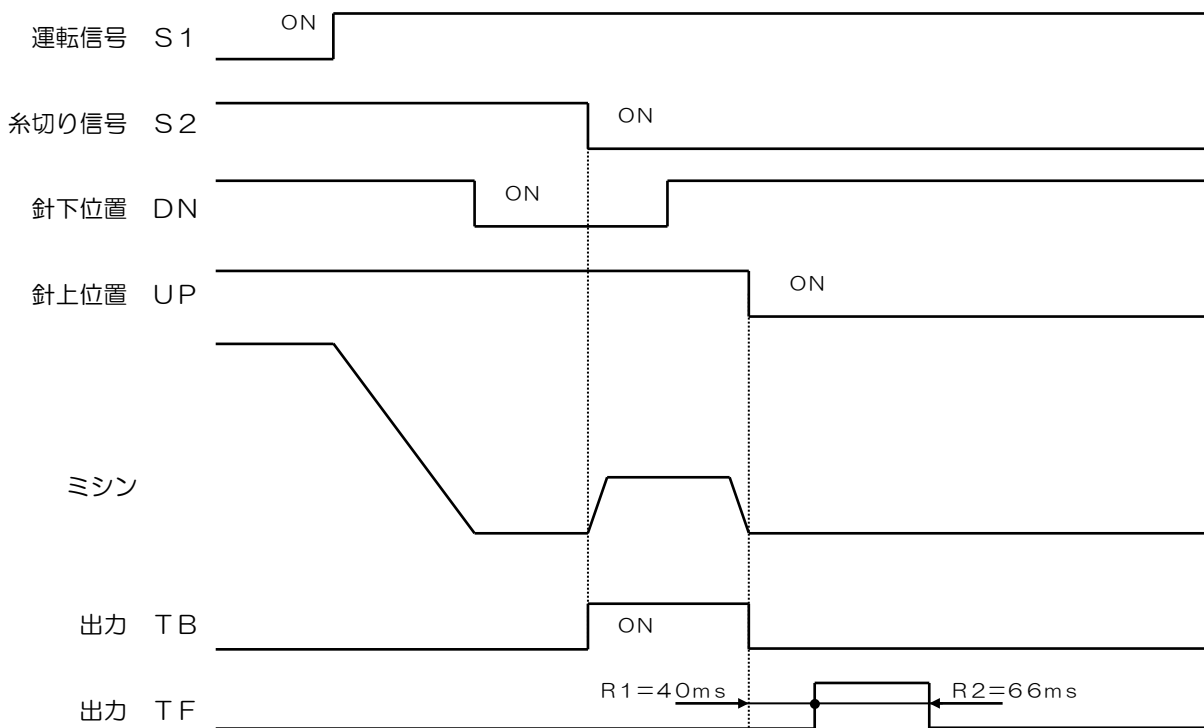 ON
運転信号 S1
糸切り信号 S2
ON
針下位置 DN
ON
針上位置 UP
ON
ミシン
出力 TB
ON
出力 TF
R1=40ms
R2=66ms